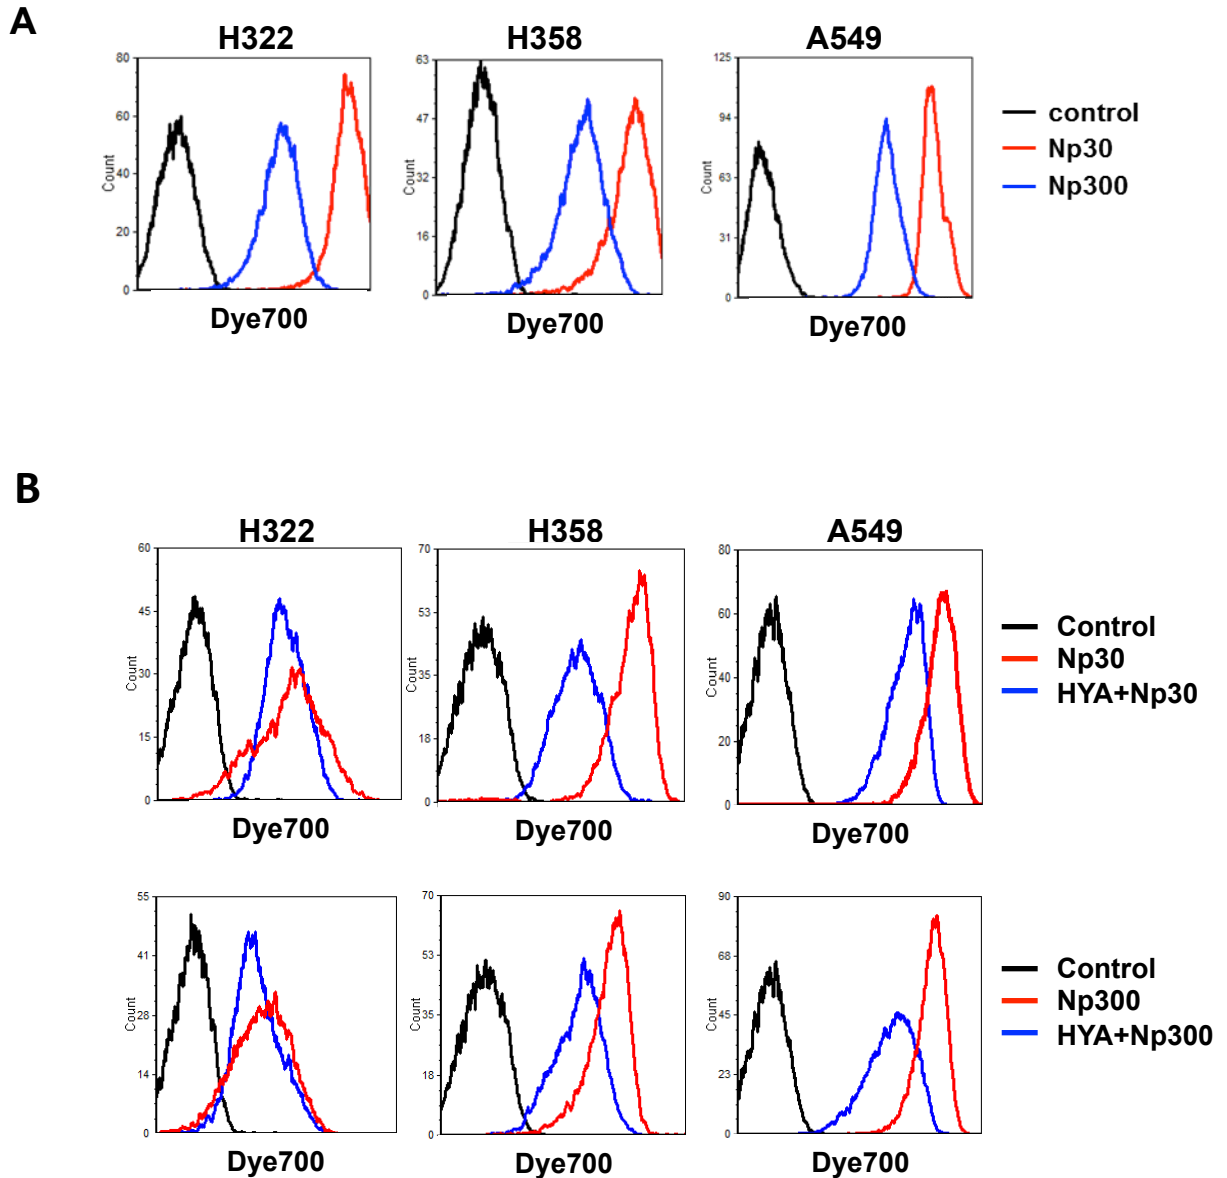 A
H322 H358 A549
80 60 40 20 0 Count
63 47 32 16 0 Count
125 94 63 31 0 Count
control
Np30
Np300
Dye700 Dye700 Dye700
B
H322 H358 A549
60 45 30 15 0 Count
70 53 35 18 0 Count
80 60 40 20 0 Count
Control
Np30
HYA+Np30
Dye700 Dye700 Dye700
55 41 28 14 0 Count
70 53 35 18 0 Count
90 68 45 23 0 Count
Control
Np300
HYA+Np300
Dye700 Dye700 Dye700